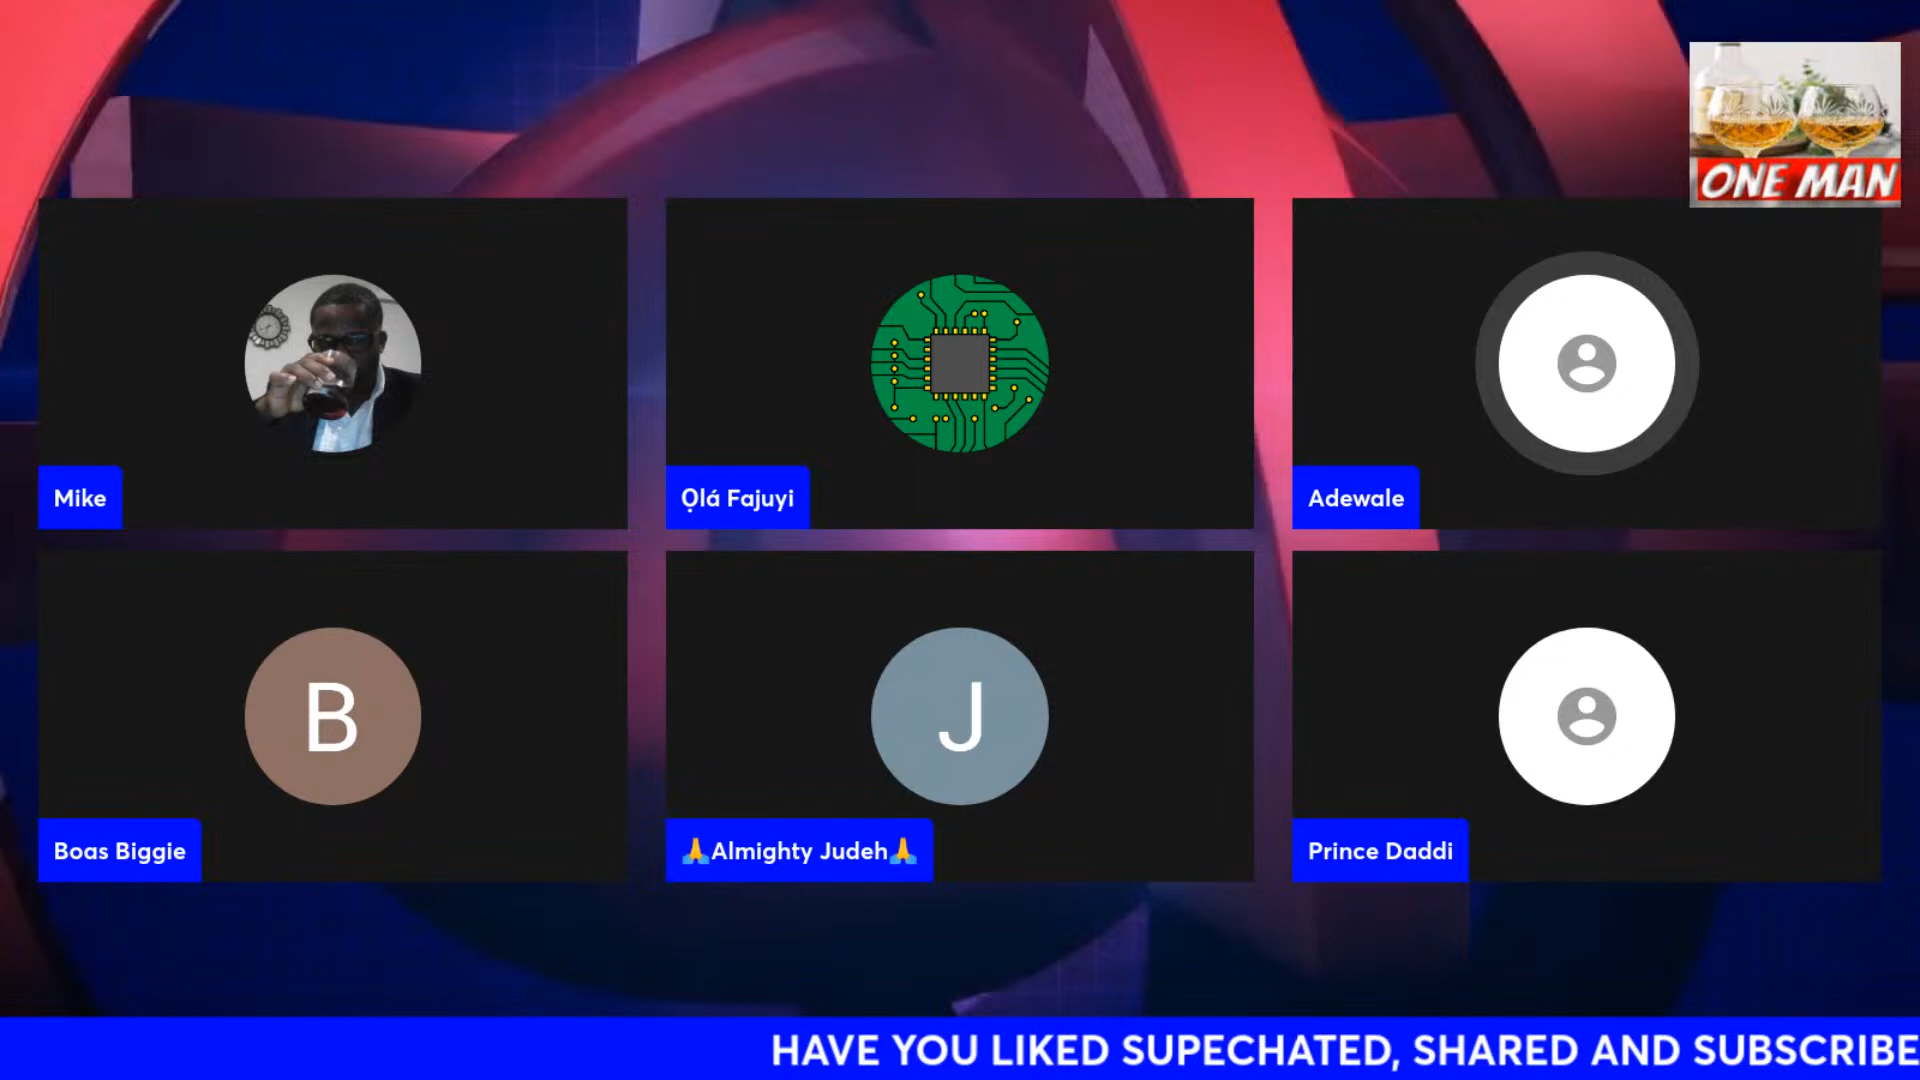 ONE MAN
Mike
Ọlá Fajuyi
Adewale
B
J
Boas Biggie
🙏Almighty Judeh🙏
Prince Daddi
HAVE YOU LIKED SUPECHATED, SHARED AND SUBSCRIBE